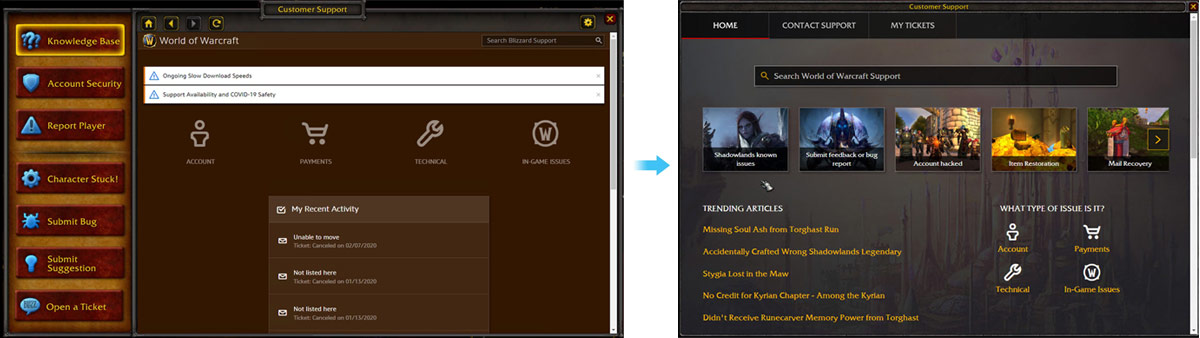 Customer Support
Knowledge Base
Account Security
Report Player
Character Stuck!
Submit Bug
Submit
Suggestion
Open a Ticket
World of Warcraft
Search Blizzard Support
Ongoing Slow Download Speeds
Support Availability and COVID-19 Safety
ACCOUNT
PAYMENTS
TECHNICAL
IN-GAME ISSUES
My Recent Activity
Unable to move
Ticket: Canceled on 02/07/2020
Not listed here
Ticket: Canceled on 01/13/2020
Not listed here
Ticket: Canceled on 01/13/2020
Customer Support
HOME
CONTACT SUPPORT
MY TICKETS
Search World of Warcraft Support
Shadowlands known
issues
Submit feedback or bug
report
Account hacked
Item Restoration
Mail Recovery
TRENDING ARTICLES
Missing Soul Ash from Torghast Run
Accidentally Crafted Wrong Shadowlands Legendary
Stygia Lost in the Maw
No Credit for Kyrian Chapter - Among the Kyrian
Didn't Receive Runecarver Memory Power from Torghast
WHAT TYPE OF ISSUE IS IT?
Account
Payments
Technical
In-Game Issues